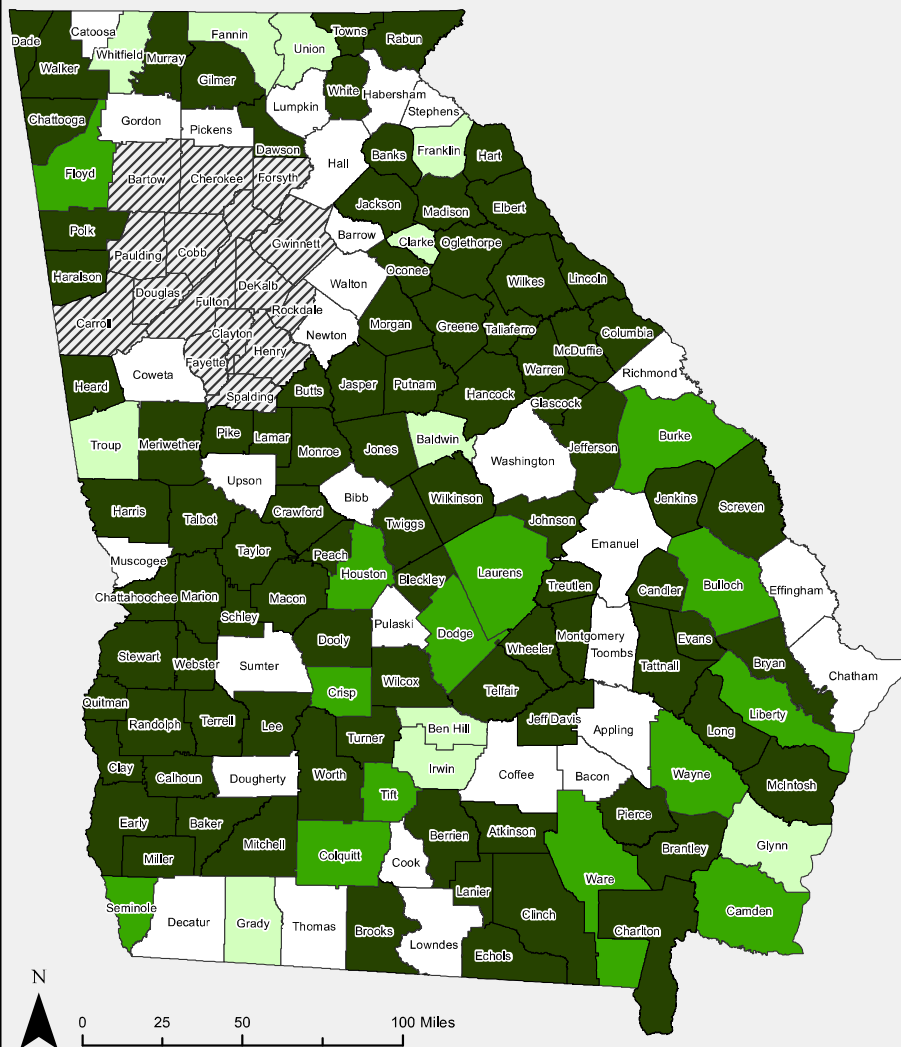 Dade
Catoosa
Whitfield
Fannin
Union
Towns
Rabun
Walker
Murray
Gilmer
White
Habersham
Lumpkin
Stephens
Chattooga
Gordon
Pickens
Dawson
Hall
Banks
Franklin
Hart
Floyd
Bartow
Cherokee
Forsyth
Jackson
Madison
Elbert
Polk
Paulding
Cobb
Gwinnett
Barrow
Clarke
Oglethorpe
Haralson
Douglas
Fulton
DeKalb
Walton
Oconee
Wilkes
Lincoln
Carroll
Rockdale
Clayton
Newton
Morgan
Greene
Taliaferro
Columbia
Fayette
Henry
McDuffie
Warren
Richmond
Heard
Coweta
Spalding
Butts
Jasper
Putnam
Hancock
Glascock
Troup
Meriwether
Pike
Lamar
Monroe
Jones
Baldwin
Washington
Jefferson
Burke
Upson
Bibb
Wilkinson
Jenkins
Screven
Harris
Talbot
Crawford
Twiggs
Johnson
Emanuel
Muscogee
Taylor
Peach
Houston
Bleckley
Laurens
Treutlen
Candler
Bulloch
Effingham
Chattahoochee
Marion
Schley
Macon
Pulaski
Dodge
Dooly
Wheeler
Montgomery
Toombs
Evans
Tattnall
Bryan
Chatham
Stewart
Webster
Sumter
Crisp
Wilcox
Telfair
Quitman
Randolph
Terrell
Lee
Turner
Ben Hill
Jeff Davis
Appling
Long
Liberty
Clay
Calhoun
Dougherty
Worth
Irwin
Tift
Coffee
Bacon
Wayne
McIntosh
Early
Baker
Mitchell
Miller
Colquitt
Cook
Berrien
Atkinson
Pierce
Brantley
Glynn
Seminole
Decatur
Grady
Thomas
Brooks
Lowndes
Lanier
Clinch
Echols
Ware
Charlton
Camden
N
0 25 50 100 Miles